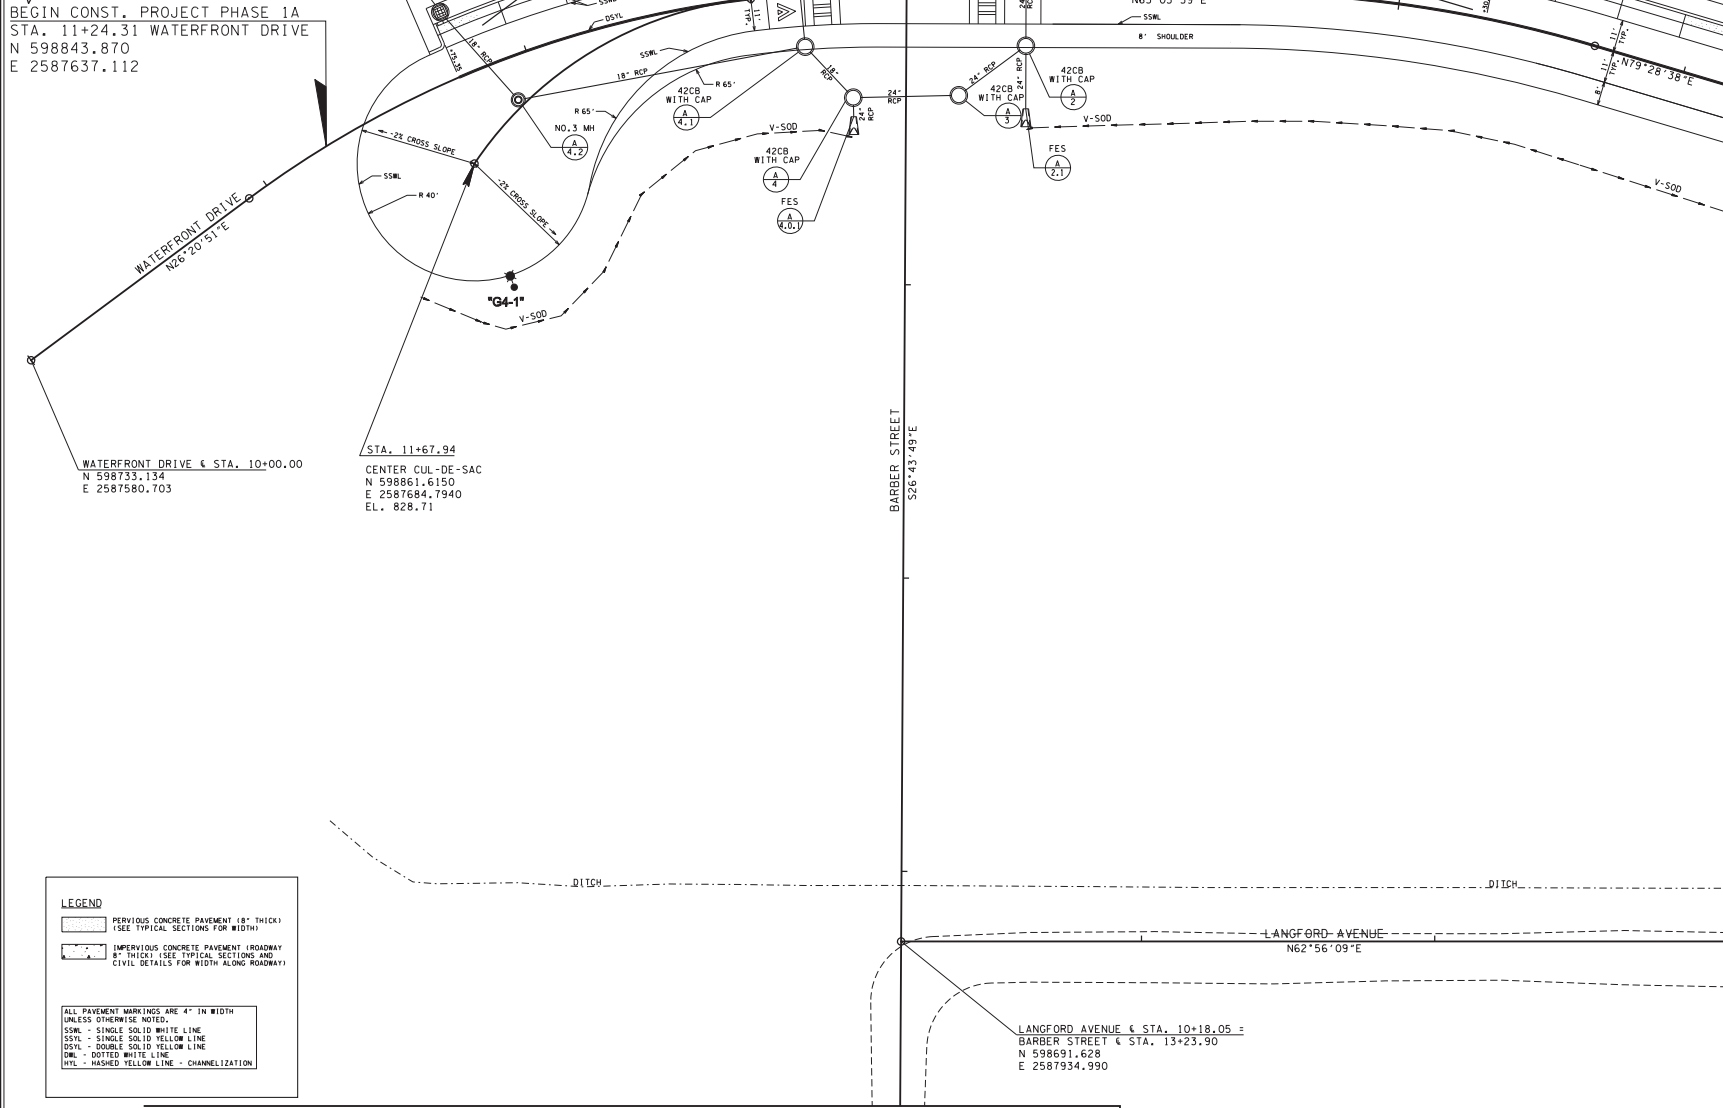 BEGIN CONST. PROJECT PHASE 1A
STA. 11+24.31 WATERFRONT DRIVE
N 598843.870
E 2587637.112
18" RCP
+75.35
DSYL
SSWL
18" RCP
R 65'
R 65'
11'
TYP.
NO.3 MH
A
4.2
42CB
WITH CAP
A
4.1
18"
RCP
24"
RCP
24"
RCP
24" RCP
24" RCP
42CB
WITH CAP
A
3
42CB
WITH CAP
A
2
SSWL
8' SHOULDER
11'
TYP.
11'
TYP.
8'
N79°28'38"E
V-SOD
V-SOD
V-SOD
42CB
WITH CAP
A
4
FES
A
4.0.1
FES
A
2.1
-2% CROSS SLOPE
-2% CROSS SLOPE
SSWL
R 40'
WATERFRONT DRIVE
N26°20'51"E
"G4-1"
V-SOD
WATERFRONT DRIVE ℄ STA. 10+00.00
N 598733.134
E 2587580.703
STA. 11+67.94
CENTER CUL-DE-SAC
N 598861.6150
E 2587684.7940
EL. 828.71
BARBER STREET
S26°43'49"E
DITCH
DITCH
LANGFORD AVENUE
N62°56'09"E
LANGFORD AVENUE ℄ STA. 10+18.05 =
BARBER STREET ℄ STA. 13+23.90
N 598691.628
E 2587934.990
LEGEND
PERVIOUS CONCRETE PAVEMENT (8" THICK)
(SEE TYPICAL SECTIONS FOR WIDTH)
IMPERVIOUS CONCRETE PAVEMENT (ROADWAY
8" THICK) (SEE TYPICAL SECTIONS AND
CIVIL DETAILS FOR WIDTH ALONG ROADWAY)
ALL PAVEMENT MARKINGS ARE 4" IN WIDTH
UNLESS OTHERWISE NOTED.
SSWL - SINGLE SOLID WHITE LINE
SSYL - SINGLE SOLID YELLOW LINE
DSYL - DOUBLE SOLID YELLOW LINE
DWL - DOTTED WHITE LINE
HYL - HASHED YELLOW LINE - CHANNELIZATION